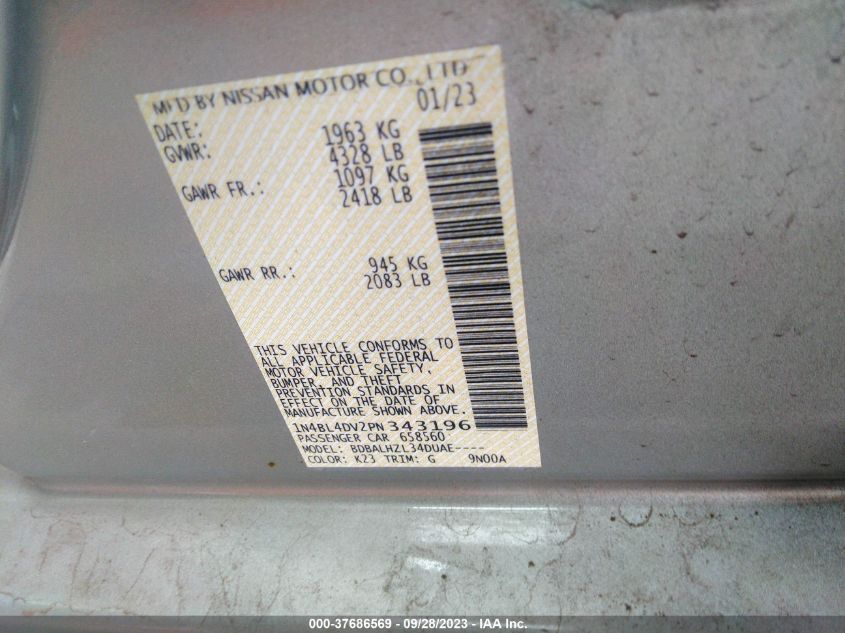 MFD BY NISSAN MOTOR CO., LTD
DATE: 01/23
GVWR: 1963 KG
4328 LB
GAWR FR.: 1097 KG
2418 LB
GAWR RR.: 945 KG
2083 LB
THIS VEHICLE CONFORMS TO
ALL APPLICABLE FEDERAL
MOTOR VEHICLE SAFETY,
BUMPER, AND THEFT
PREVENTION STANDARDS IN
EFFECT ON THE DATE OF
MANUFACTURE SHOWN ABOVE.
1N4BL4DV2PN343196
PASSENGER CAR 658560
MODEL: BDBALHZL34DUAE----
COLOR: K23 TRIM: G 9N00A
000-37686569 / 09/28/2023 - IAA Inc.